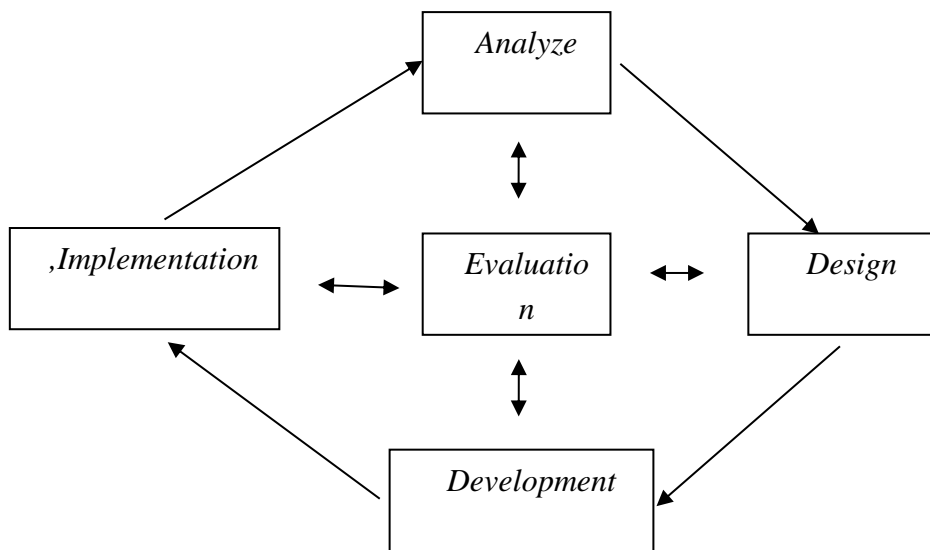 Analyze
,Implementation
Evaluatio
n
Design
Development